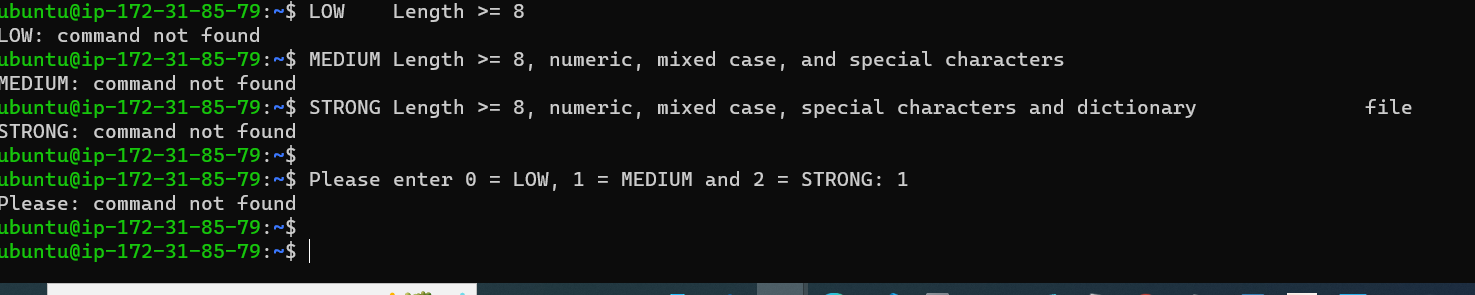 ubuntu@ip-172-31-85-79:~$ LOW    Length >= 8
LOW: command not found
ubuntu@ip-172-31-85-79:~$ MEDIUM Length >= 8, numeric, mixed case, and special characters
MEDIUM: command not found
ubuntu@ip-172-31-85-79:~$ STRONG Length >= 8, numeric, mixed case, special characters and dictionary              file
STRONG: command not found
ubuntu@ip-172-31-85-79:~$
ubuntu@ip-172-31-85-79:~$ Please enter 0 = LOW, 1 = MEDIUM and 2 = STRONG: 1
Please: command not found
ubuntu@ip-172-31-85-79:~$
ubuntu@ip-172-31-85-79:~$